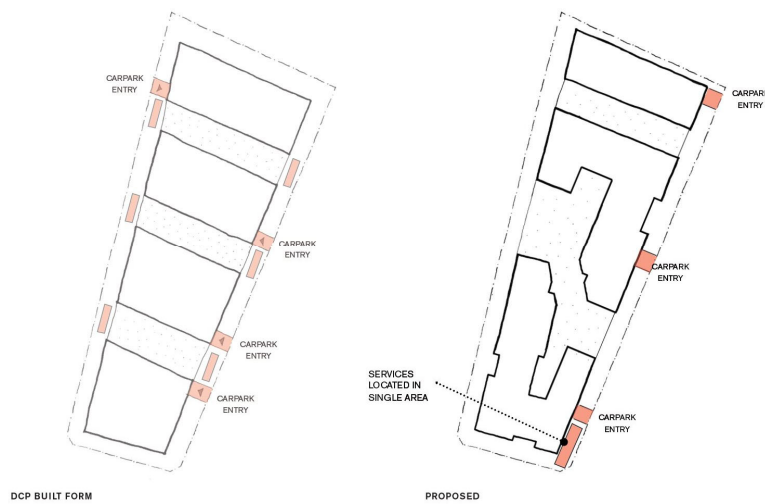 CARPARK
ENTRY
CARPARK
ENTRY
CARPARK
ENTRY
CARPARK
ENTRY
DCP BUILT FORM
CARPARK
ENTRY
CARPARK
ENTRY
SERVICES
LOCATED IN
SINGLE AREA
CARPARK
ENTRY
PROPOSED